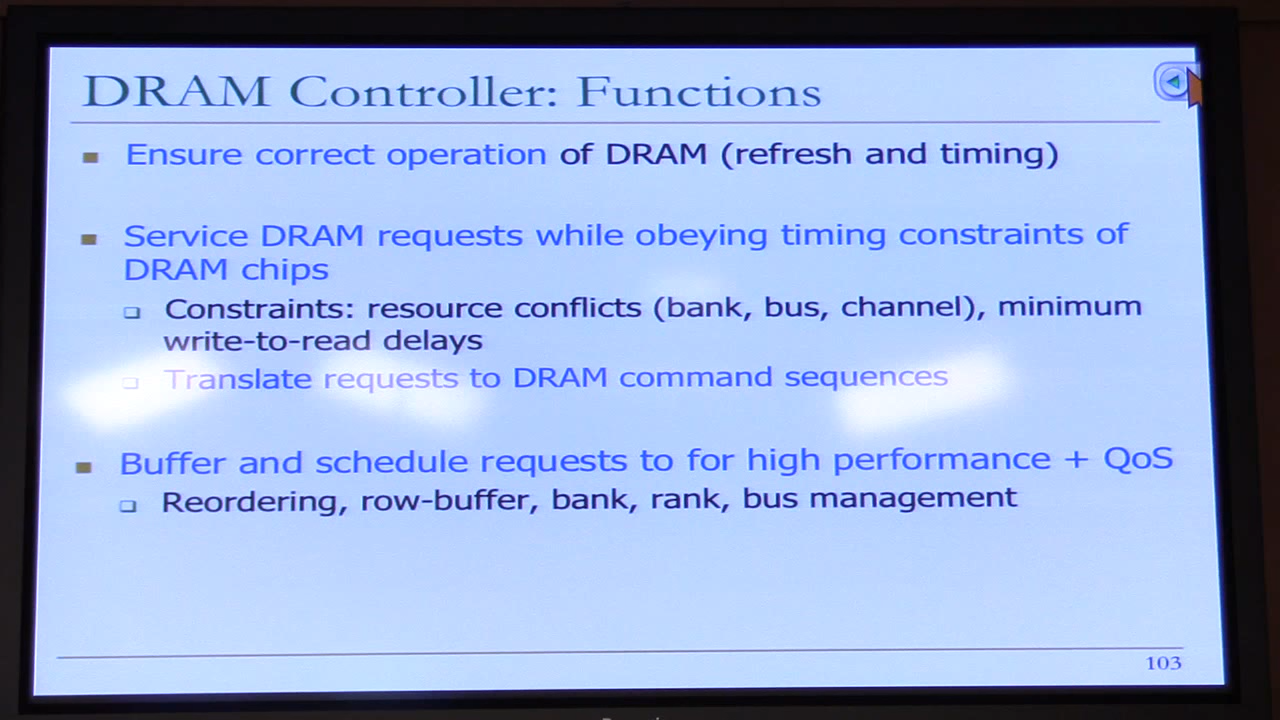 DRAM Controller: Functions
Ensure correct operation of DRAM (refresh and timing)
Service DRAM requests while obeying timing constraints of
DRAM chips
Constraints: resource conflicts (bank, bus, channel), minimum
write-to-read delays
Translate requests to DRAM command sequences
Buffer and schedule requests to for high performance + QoS
Reordering, row-buffer, bank, rank, bus management
103